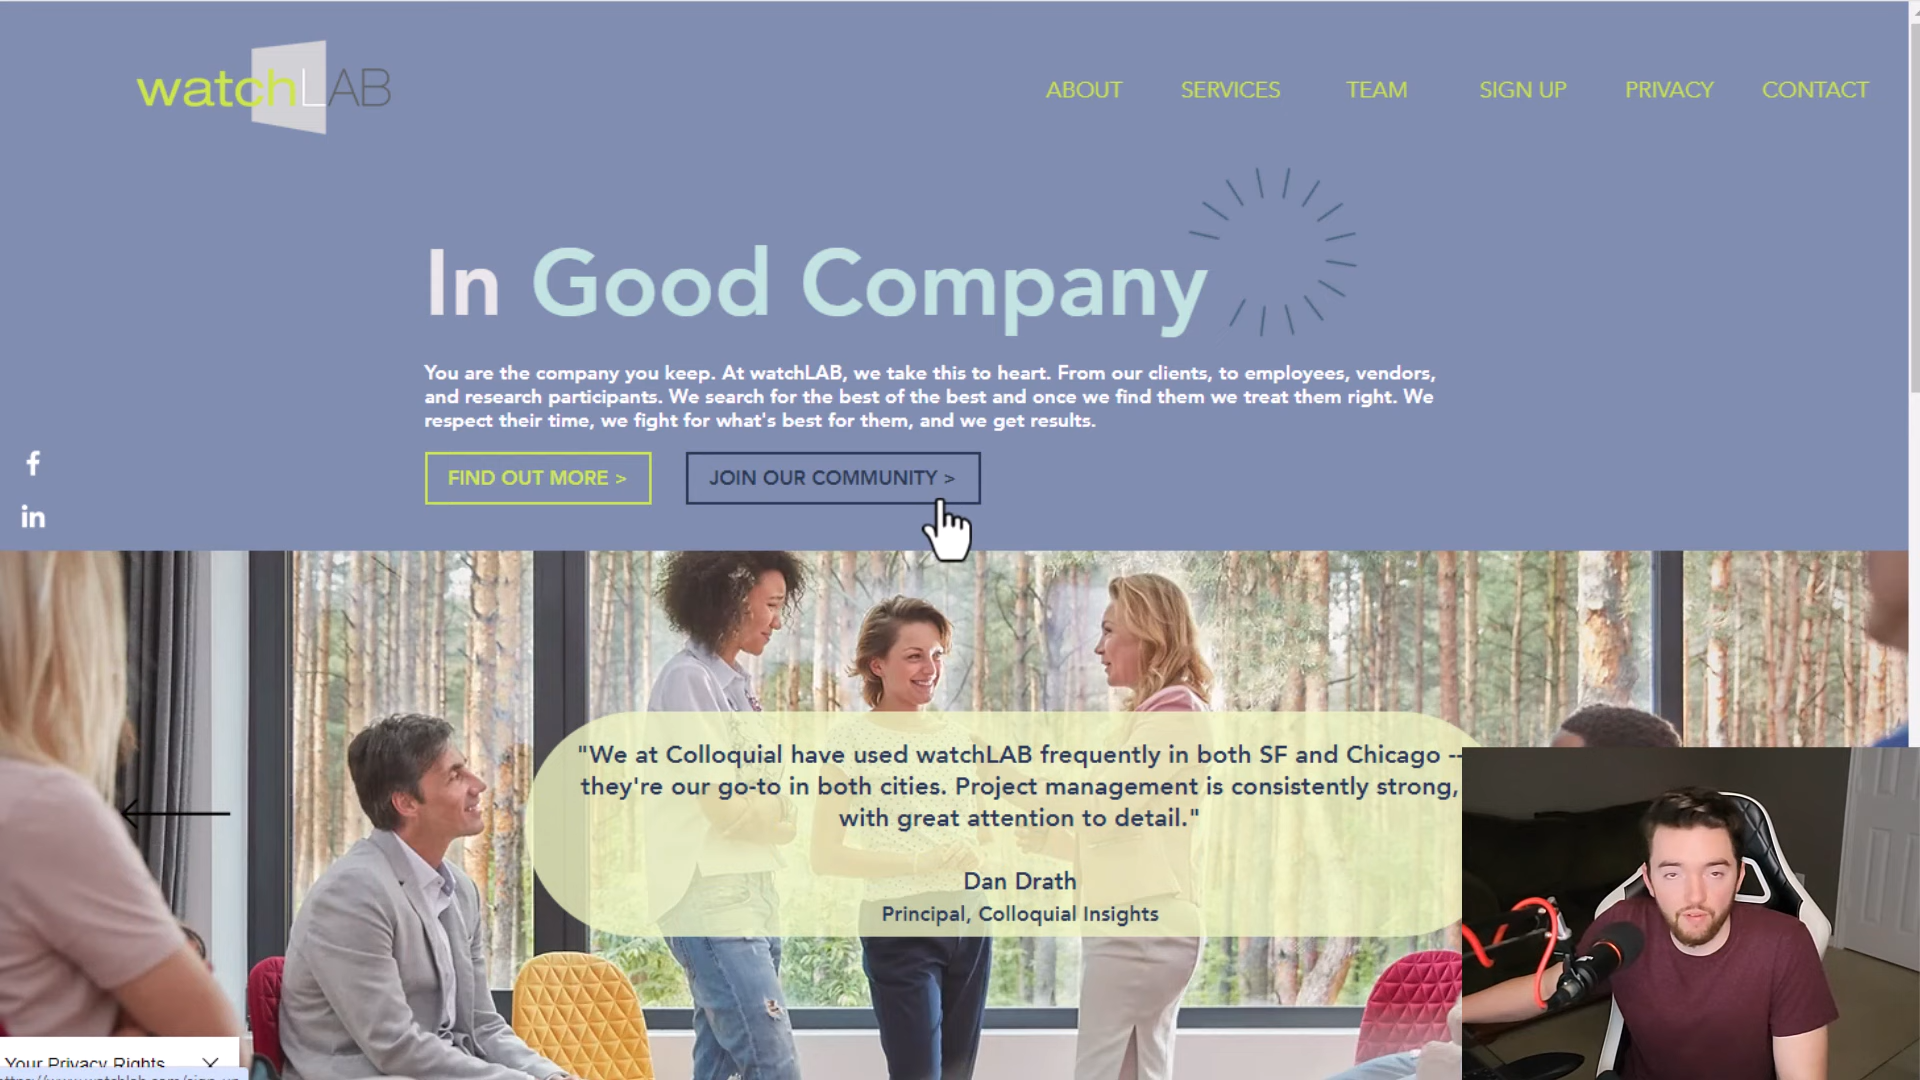 watchLAB
ABOUT
SERVICES
TEAM
SIGN UP
PRIVACY
CONTACT
In Good Company
You are the company you keep. At watchLAB, we take this to heart. From our clients, to employees, vendors,
and research participants. We search for the best of the best and once we find them we treat them right. We
respect their time, we fight for what's best for them, and we get results.
f
in
FIND OUT MORE >
JOIN OUR COMMUNITY >
"We at Colloquial have used watchLAB frequently in both SF and Chicago --
they're our go-to in both cities. Project management is consistently strong,
with great attention to detail."
Dan Drath
Principal, Colloquial Insights
Your Privacy Rights